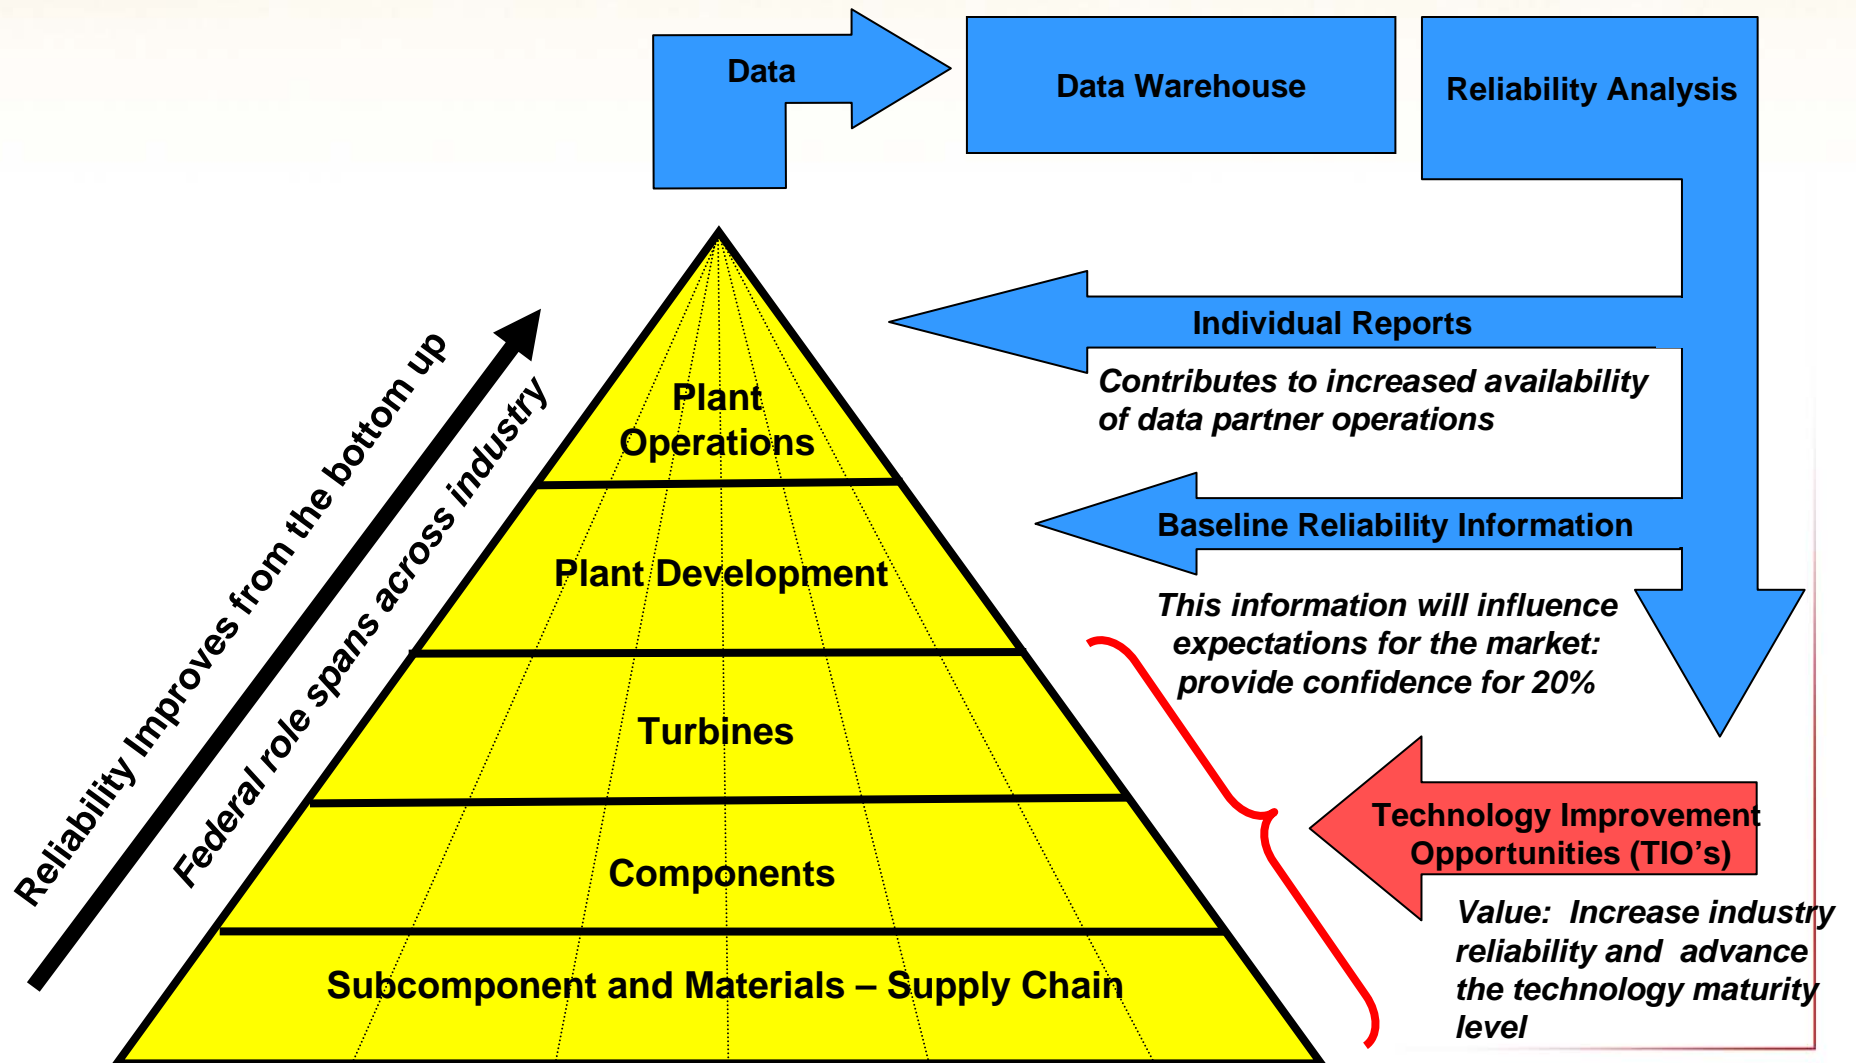 Data
Data Warehouse
Reliability Analysis
Individual Reports
Contributes to increased availability
of data partner operations
Baseline Reliability Information
This information will influence
expectations for the market:
provide confidence for 20%
Technology Improvement
Opportunities (TIO's)
Value:  Increase industry
reliability and  advance
the technology maturity
level
Reliability Improves from the bottom up
Federal role spans across industry
Plant
Operations
Plant Development
Turbines
Components
Subcomponent and Materials – Supply Chain